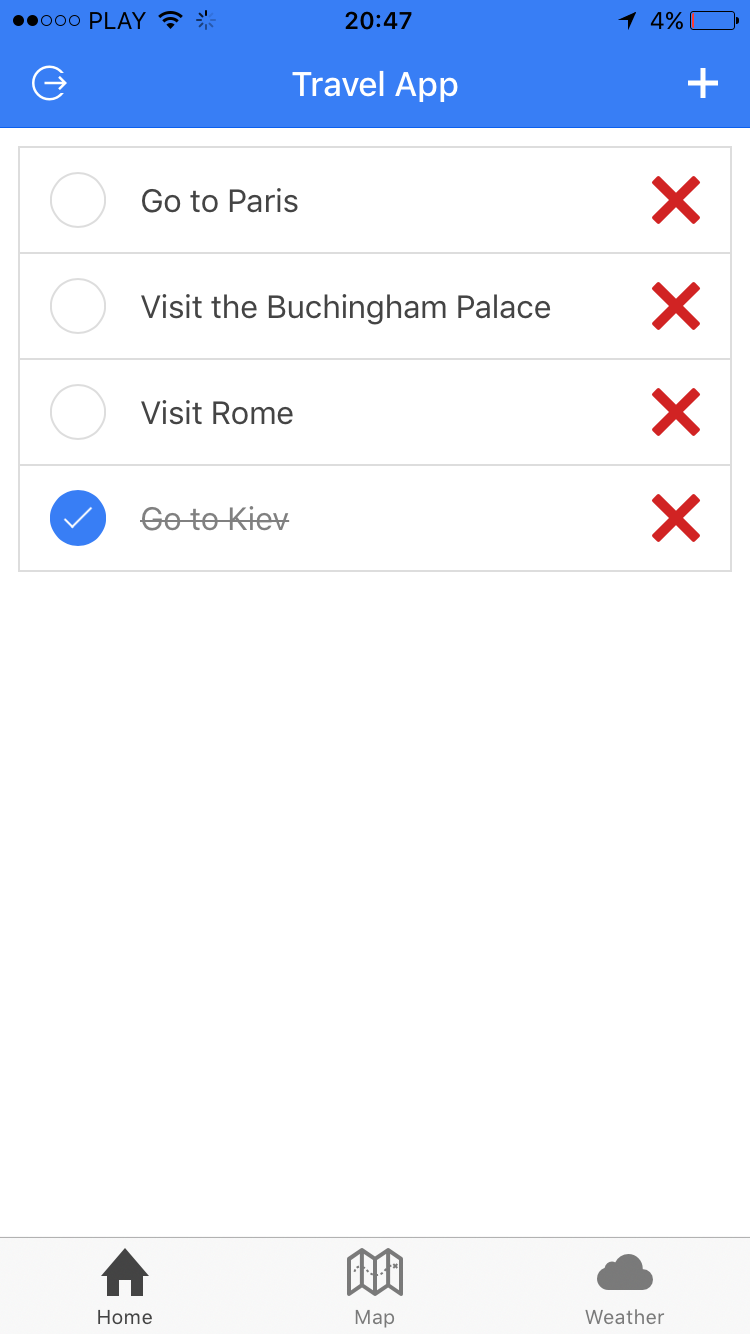 PLAY 20:47 4%
Travel App
Go to Paris
Visit the Buchingham Palace
Visit Rome
Go to Kiev
Home Map Weather